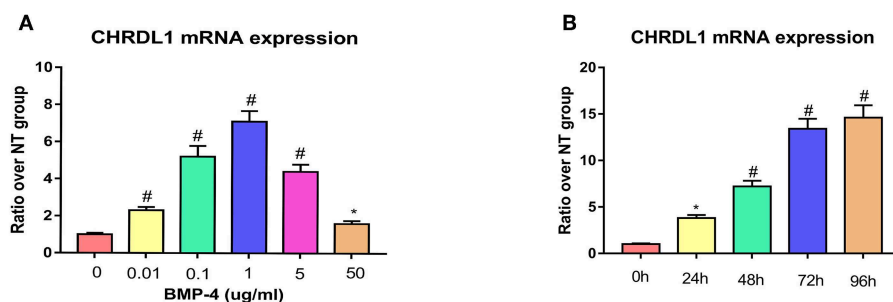 A
CHRDL1 mRNA expression
Ratio over NT group
10
8
6
4
2
0
#
#
#
#
*
0 0.01 0.1 1 5 50
BMP-4 (ug/ml)
B
CHRDL1 mRNA expression
Ratio over NT group
20
15
10
5
0
*
#
#
#
0h 24h 48h 72h 96h